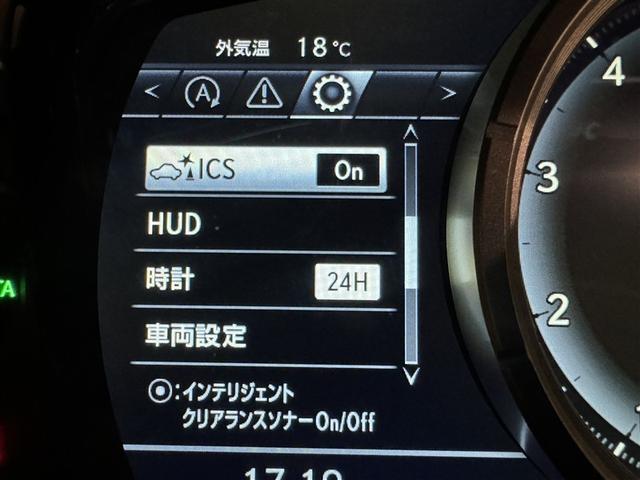 外気温 18℃
< A >
ICS On
HUD
時計 24H
車両設定
:インテリジェント
クリアランスソナーOn/Off
4
3
2